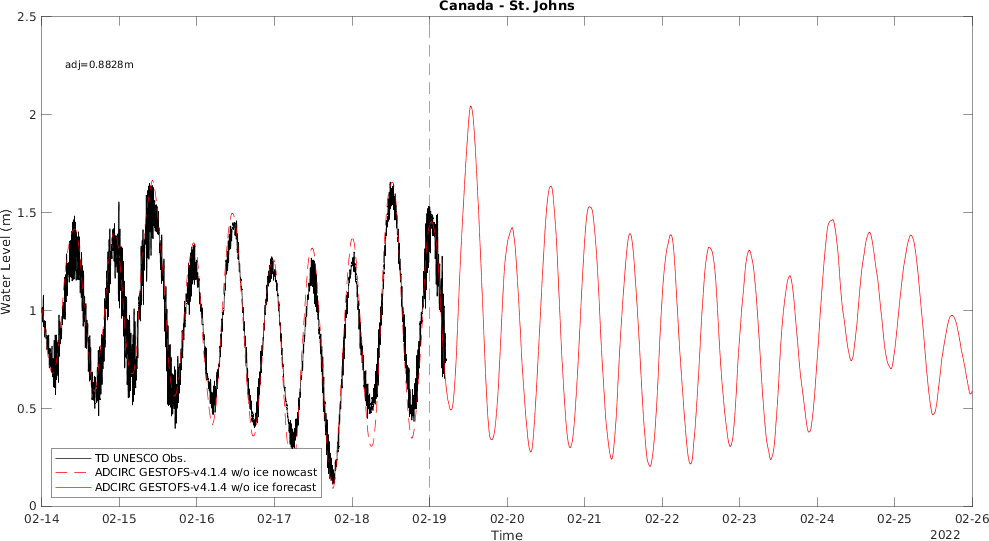 Canada - St. Johns
2.5
adj=0.8828m
2
1.5
Water Level (m)
1
0.5
0
TD UNESCO Obs.
ADCIRC GESTOFS-v4.1.4 w/o ice nowcast
ADCIRC GESTOFS-v4.1.4 w/o ice forecast
02-14 02-15 02-16 02-17 02-18 02-19 02-20 02-21 02-22 02-23 02-24 02-25 02-26
Time
2022